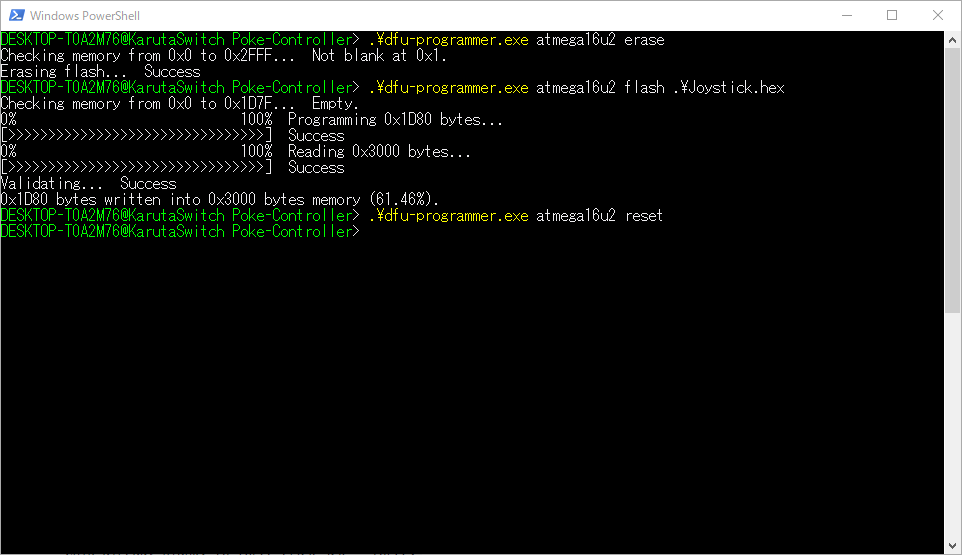 Windows PowerShell
DESKTOP-T0A2M76@KarutaSwitch Poke-Controller> .¥dfu-programmer.exe atmega16u2 erase
Checking memory from 0x0 to 0x2FFF...  Not blank at 0x1.
Erasing flash...  Success
DESKTOP-T0A2M76@KarutaSwitch Poke-Controller> .¥dfu-programmer.exe atmega16u2 flash .¥Joystick.hex
Checking memory from 0x0 to 0x1D7F...  Empty.
0%                            100%  Programming 0x1D80 bytes...
[>>>>>>>>>>>>>>>>>>>>>>>>>>>>>>>>]  Success
0%                            100%  Reading 0x3000 bytes...
[>>>>>>>>>>>>>>>>>>>>>>>>>>>>>>>>]  Success
Validating...  Success
0x1D80 bytes written into 0x3000 bytes memory (61.46%).
DESKTOP-T0A2M76@KarutaSwitch Poke-Controller> .¥dfu-programmer.exe atmega16u2 reset
DESKTOP-T0A2M76@KarutaSwitch Poke-Controller>